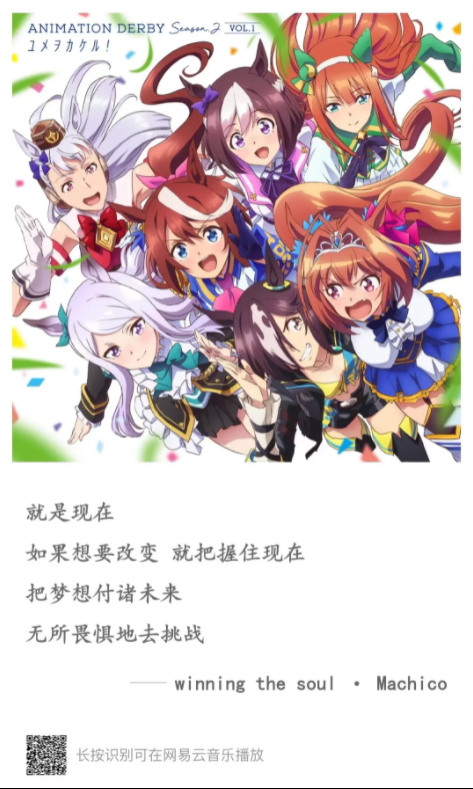 ANIMATION DERBY Season.2 VOL.1
ユメヲカケル!
就是现在
如果想要改变 就把握住现在
把梦想付诸未来
无所畏惧地去挑战
—— winning the soul · Machico
长按识别可在网易云音乐播放